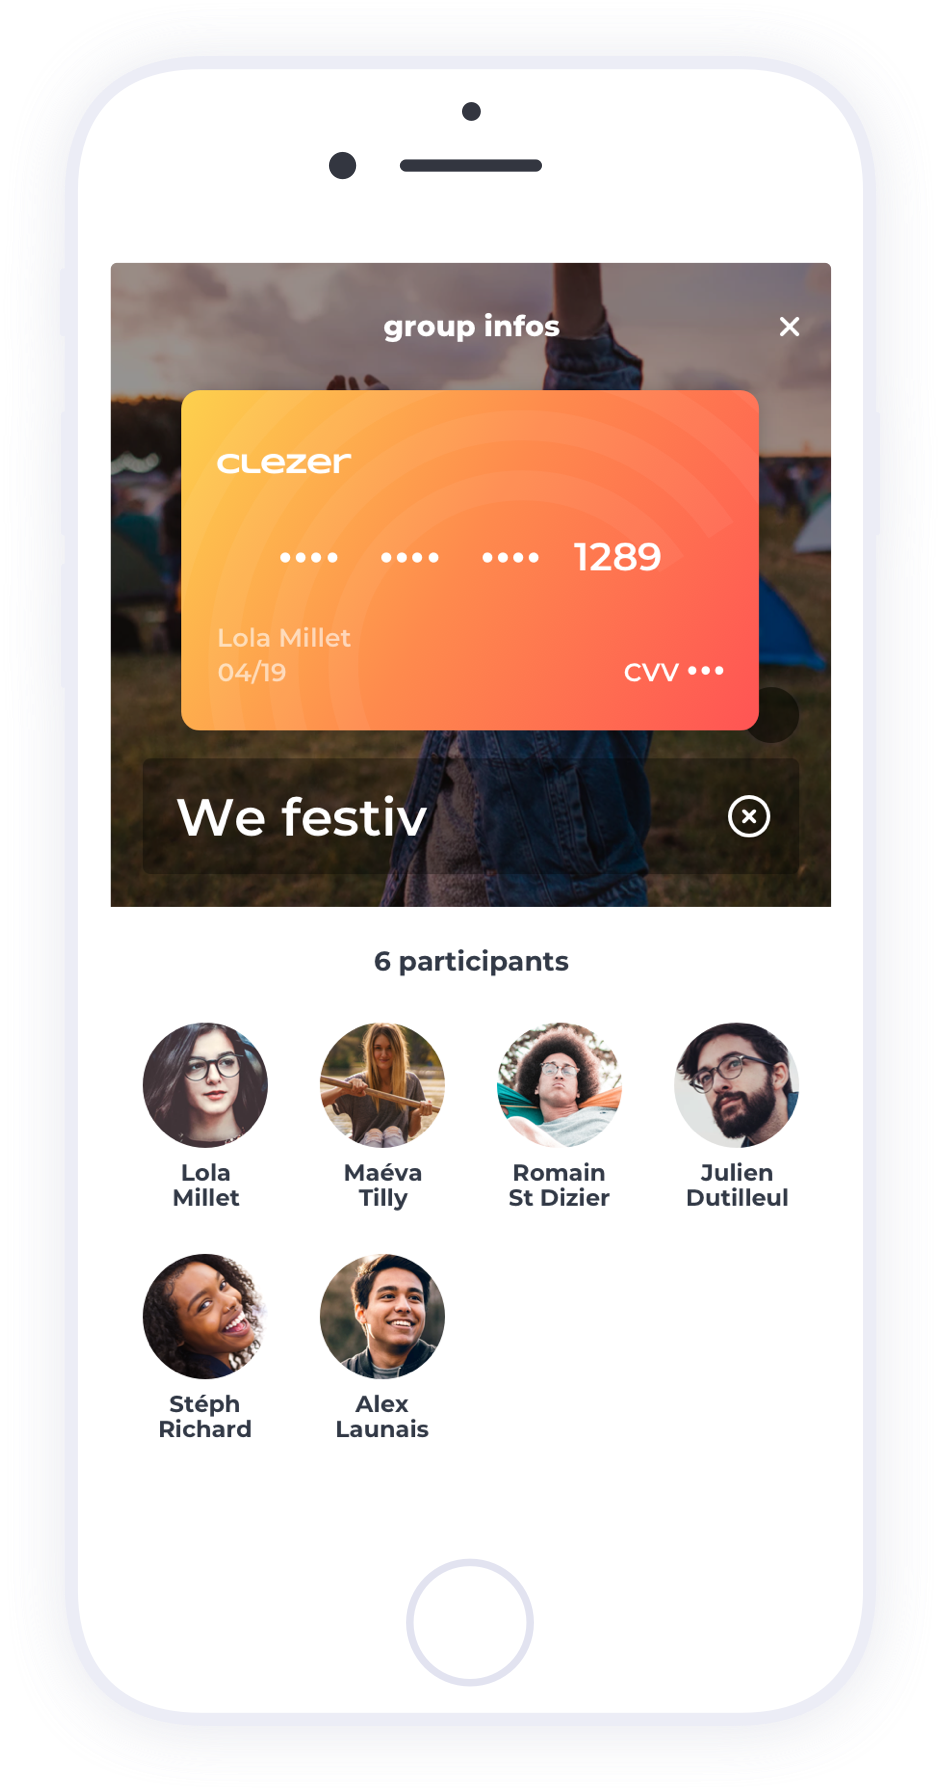 group infos
CLEZER
•••• •••• •••• 1289
Lola Millet
04/19
CVV •••
We festiv
6 participants
Lola
Millet
Maéva
Tilly
Romain
St Dizier
Julien
Dutilleul
Stéph
Richard
Alex
Launais